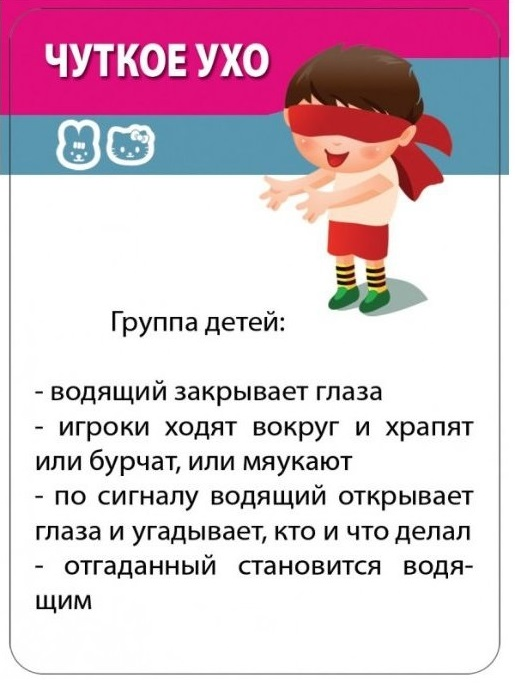 ЧУТКОЕ УХО
Группа детей:
- водящий закрывает глаза
- игроки ходят вокруг и храпят
или бурчат, или мяукают
- по сигналу водящий открывает
глаза и угадывает, кто и что делал
- отгаданный становится водя-
щим